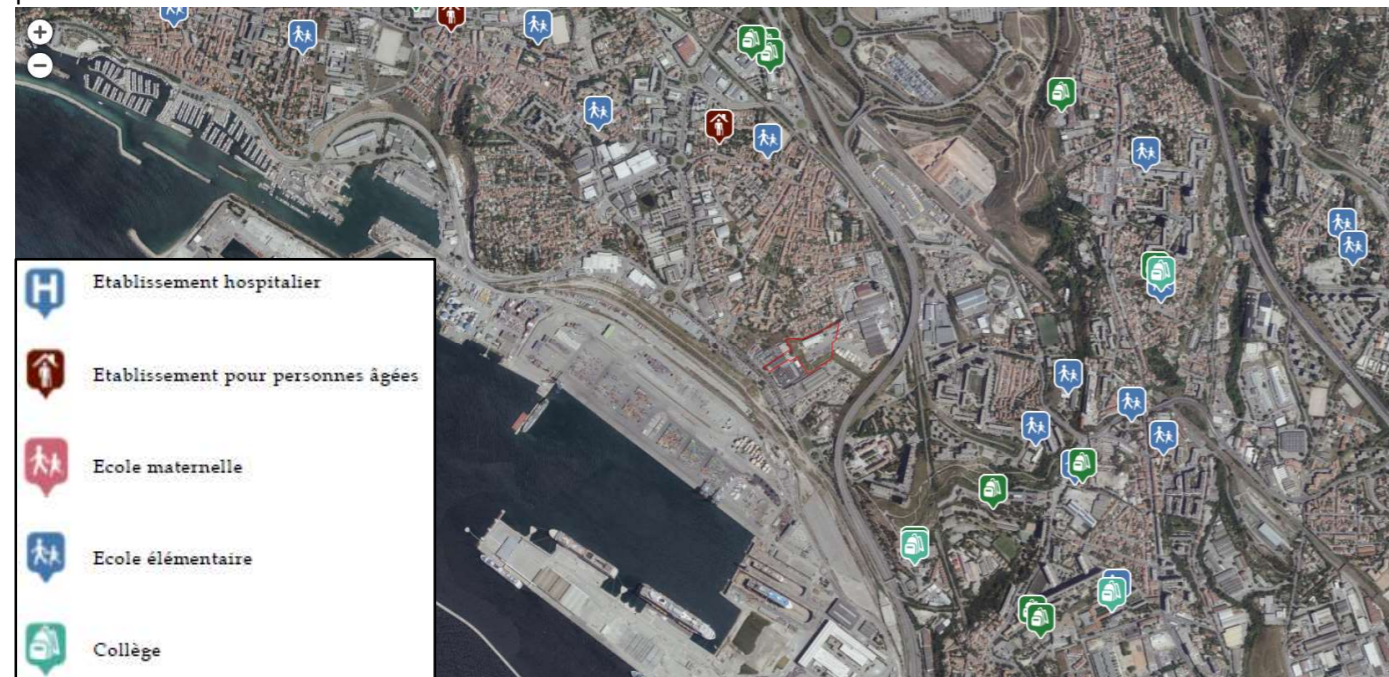 +
−
H
Etablissement hospitalier
Etablissement pour personnes âgées
Ecole maternelle
Ecole élémentaire
Collège